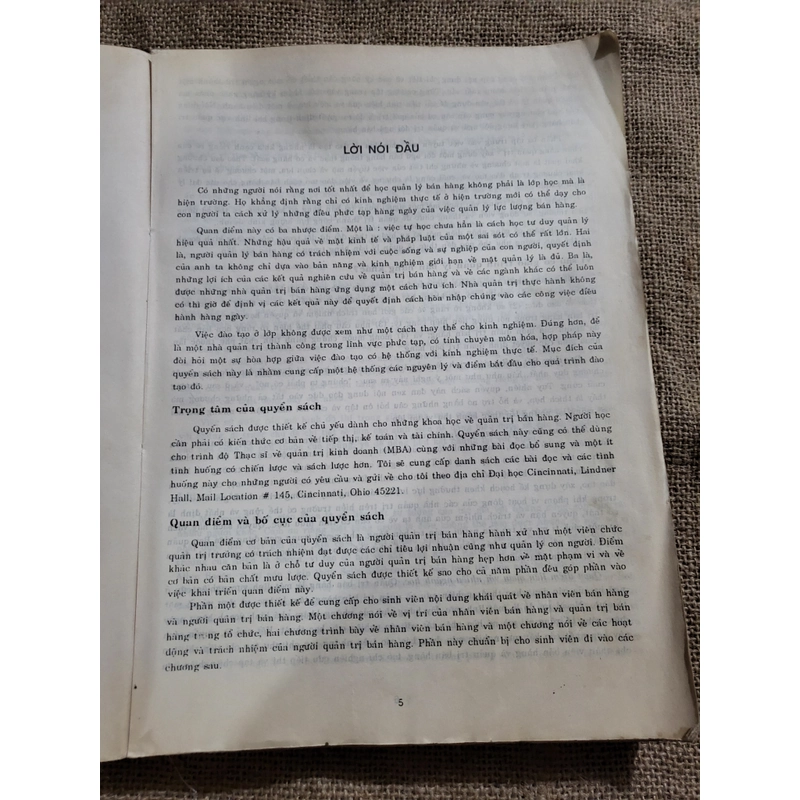 LỜI NÓI ĐẦU
Có những người nói rằng nơi tốt nhất để học quản lý bán hàng không phải là lớp học mà là
hiện trường. Họ khẳng định rằng chỉ có kinh nghiệm thực tế ở hiện trường mới có thể dạy cho
con người ta cách xử lý những điều phức tạp hàng ngày của việc quản lý lực lượng bán hàng.
Quan điểm này có ba nhược điểm. Một là : việc tự học chưa hẳn là cách học tư duy quản lý
hiệu quả nhất. Những hậu quả về mặt kinh tế và pháp luật của một sai sót có thể rất lớn. Hai
là, người quản lý bán hàng có trách nhiệm với cuộc sống và sự nghiệp của con người, quyết định
của anh ta không chỉ dựa vào bản năng và kinh nghiệm giới hạn về mặt quản lý là đủ. Ba là,
những lợi ích của các kết quả nghiên cứu về quản trị bán hàng và về các ngành khác có thể luôn
được những nhà quản trị bán hàng ứng dụng một cách hữu ích. Nhà quản trị thực hành không
có thì giờ để định vị các kết quả này để quyết định cách hòa nhập chúng vào các công việc điều
hành hàng ngày.
Việc đào tạo ở lớp không được xem như một cách thay thế cho kinh nghiệm. Đúng hơn, để
là một nhà quản trị thành công trong lĩnh vực phức tạp, có tính chuyên môn hóa, hợp pháp này
đòi hỏi một sự hòa hợp giữa việc đào tạo có hệ thống với kinh nghiệm thực tế. Mục đích của
quyển sách này là nhằm cung cấp một hệ thống các nguyên lý và điểm bắt đầu cho quá trình đào
tạo đó.
Trọng tâm của quyển sách
Quyển sách được thiết kế chủ yếu dành cho những khoa học về quản trị bán hàng. Người học
cần phải có kiến thức cơ bản về tiếp thị, kế toán và tài chính. Quyển sách này cũng có thể dùng
cho trình độ Thạc sĩ về quản trị kinh doanh (MBA) cùng với những bài đọc bổ sung và một ít
tình huống có chiến lược và sách lược hơn. Tôi sẽ cung cấp danh sách các bài đọc và các tình
huống này cho những người có yêu cầu và gửi về cho tôi theo địa chỉ Đại học Cincinnati, Lindner
Hall, Mail Location # 145, Cincinnati, Ohio 45221.
Quan điểm và bố cục của quyển sách
Quan điểm cơ bản của quyển sách là người quản trị bán hàng hành xử như một viên chức
quản trị trưởng có trách nhiệm đạt được các chỉ tiêu lợi nhuận cũng như quản lý con người. Điểm
khác nhau căn bản là ở chỗ tư duy của người quản trị bán hàng hẹp hơn về mặt phạm vi và về
cơ bản có bản chất mưu lược. Quyển sách được thiết kế sao cho cả năm phần đều góp phần vào
việc khai triển quan điểm này.
Phần một được thiết kế để cung cấp cho sinh viên nội dung khái quát về nhân viên bán hàng
và người quản trị bán hàng. Một chương nói về vị trí của nhân viên bán hàng và quản trị bán
hàng trong tổ chức, hai chương trình bày về nhân viên bán hàng và một chương nói về các hoạt
động và trách nhiệm của người quản trị bán hàng. Phần này chuẩn bị cho sinh viên đi vào các
chương sau.
5